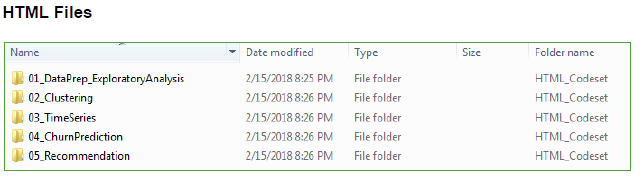 HTML Files
Name Date modified Type Size Folder name
01_DataPrep_ExploratoryAnalysis 2/15/2018 8:25 PM File folder HTML_Codeset
02_Clustering 2/15/2018 8:26 PM File folder HTML_Codeset
03_TimeSeries 2/15/2018 8:26 PM File folder HTML_Codeset
04_ChurnPrediction 2/15/2018 8:26 PM File folder HTML_Codeset
05_Recommendation 2/15/2018 8:26 PM File folder HTML_Codeset